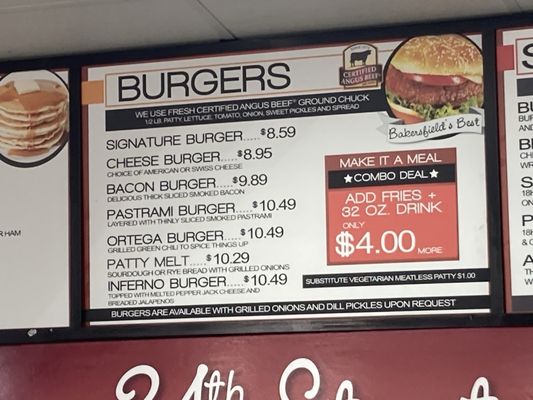 BURGERS
CERTIFIED
ANGUS BEEF
WE USE FRESH CERTIFIED ANGUS BEEF® GROUND CHUCK
1/2 LB. PATTY, LETTUCE, TOMATO, ONION, SWEET PICKLES AND SPREAD
Bakersfield's Best
SIGNATURE BURGER....$8.59
CHEESE BURGER.....$8.95
CHOICE OF AMERICAN OR SWISS CHEESE
BACON BURGER.....$9.89
DELICIOUS THICK SLICED SMOKED BACON
PASTRAMI BURGER.....$10.49
LAYERED WITH THINLY SLICED SMOKED PASTRAMI
ORTEGA BURGER.....$10.49
GRILLED GREEN CHILI TO SPICE THINGS UP
PATTY MELT.....$10.29
SOURDOUGH OR RYE BREAD WITH GRILLED ONIONS
INFERNO BURGER.....$10.49
TOPPED WITH MELTED PEPPER JACK CHEESE AND
BREADED JALAPENOS
MAKE IT A MEAL
★COMBO DEAL★
ADD FRIES +
32 OZ. DRINK
ONLY
$4.00 MORE
SUBSTITUTE VEGETARIAN MEATLESS PATTY $1.00
BURGERS ARE AVAILABLE WITH GRILLED ONIONS AND DILL PICKLES UPON REQUEST
R HAM
24th Street